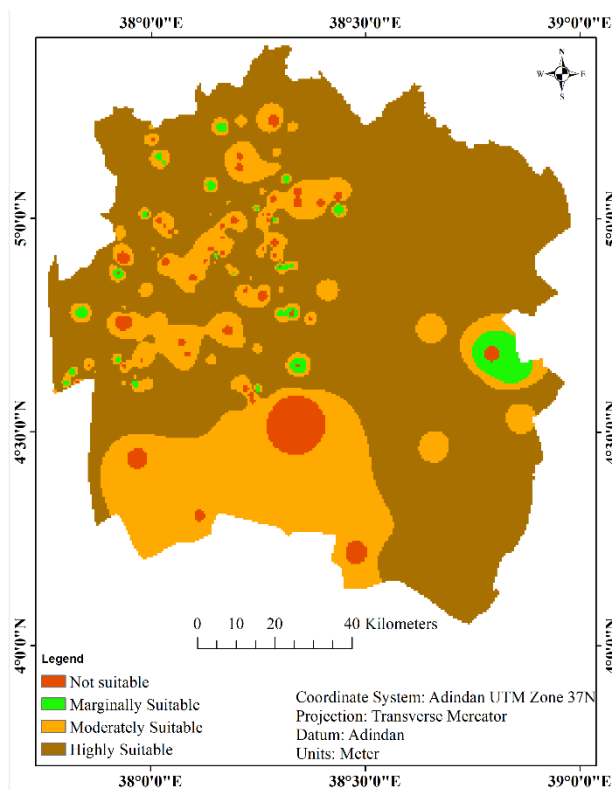 38°0'0"E 38°30'0"E 39°0'0"E
N
W E
S
5°0'0"N 5°0'0"N
4°30'0"N 4°30'0"N
4°0'0"N 4°0'0"N
0 10 20 40 Kilometers
Legend
Not suitable
Marginally Suitable
Moderately Suitable
Highly Suitable
Coordinate System: Adindan UTM Zone 37N
Projection: Transverse Mercator
Datum: Adindan
Units: Meter
38°0'0"E 38°30'0"E 39°0'0"E